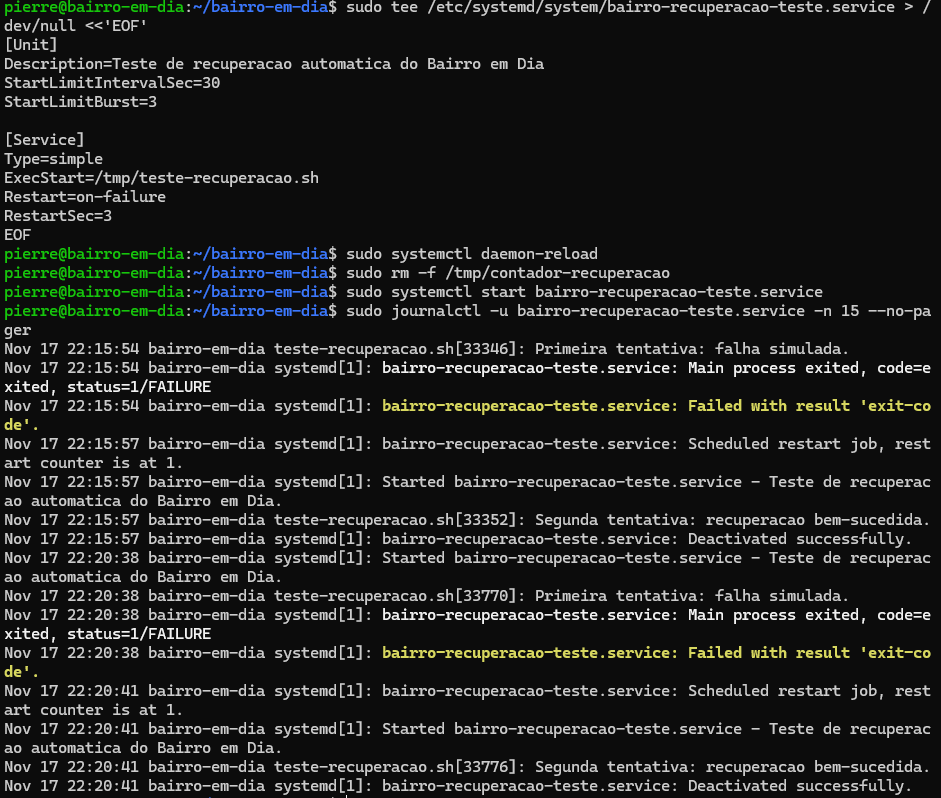 pierre@bairro-em-dia:~/bairro-em-dia$ sudo tee /etc/systemd/system/bairro-recuperacao-teste.service > /
dev/null <<'EOF'
[Unit]
Description=Teste de recuperacao automatica do Bairro em Dia
StartLimitIntervalSec=30
StartLimitBurst=3

[Service]
Type=simple
ExecStart=/tmp/teste-recuperacao.sh
Restart=on-failure
RestartSec=3
EOF
pierre@bairro-em-dia:~/bairro-em-dia$ sudo systemctl daemon-reload
pierre@bairro-em-dia:~/bairro-em-dia$ sudo rm -f /tmp/contador-recuperacao
pierre@bairro-em-dia:~/bairro-em-dia$ sudo systemctl start bairro-recuperacao-teste.service
pierre@bairro-em-dia:~/bairro-em-dia$ sudo journalctl -u bairro-recuperacao-teste.service -n 15 --no-pa
ger
Nov 17 22:15:54 bairro-em-dia teste-recuperacao.sh[33346]: Primeira tentativa: falha simulada.
Nov 17 22:15:54 bairro-em-dia systemd[1]: bairro-recuperacao-teste.service: Main process exited, code=e
xited, status=1/FAILURE
Nov 17 22:15:54 bairro-em-dia systemd[1]: bairro-recuperacao-teste.service: Failed with result 'exit-co
de'.
Nov 17 22:15:57 bairro-em-dia systemd[1]: bairro-recuperacao-teste.service: Scheduled restart job, rest
art counter is at 1.
Nov 17 22:15:57 bairro-em-dia systemd[1]: Started bairro-recuperacao-teste.service - Teste de recuperac
ao automatica do Bairro em Dia.
Nov 17 22:15:57 bairro-em-dia teste-recuperacao.sh[33352]: Segunda tentativa: recuperacao bem-sucedida.
Nov 17 22:15:57 bairro-em-dia systemd[1]: bairro-recuperacao-teste.service: Deactivated successfully.
Nov 17 22:20:38 bairro-em-dia systemd[1]: Started bairro-recuperacao-teste.service - Teste de recuperac
ao automatica do Bairro em Dia.
Nov 17 22:20:38 bairro-em-dia teste-recuperacao.sh[33770]: Primeira tentativa: falha simulada.
Nov 17 22:20:38 bairro-em-dia systemd[1]: bairro-recuperacao-teste.service: Main process exited, code=e
xited, status=1/FAILURE
Nov 17 22:20:38 bairro-em-dia systemd[1]: bairro-recuperacao-teste.service: Failed with result 'exit-co
de'.
Nov 17 22:20:41 bairro-em-dia systemd[1]: bairro-recuperacao-teste.service: Scheduled restart job, rest
art counter is at 1.
Nov 17 22:20:41 bairro-em-dia systemd[1]: Started bairro-recuperacao-teste.service - Teste de recuperac
ao automatica do Bairro em Dia.
Nov 17 22:20:41 bairro-em-dia teste-recuperacao.sh[33776]: Segunda tentativa: recuperacao bem-sucedida.
Nov 17 22:20:41 bairro-em-dia systemd[1]: bairro-recuperacao-teste.service: Deactivated successfully.